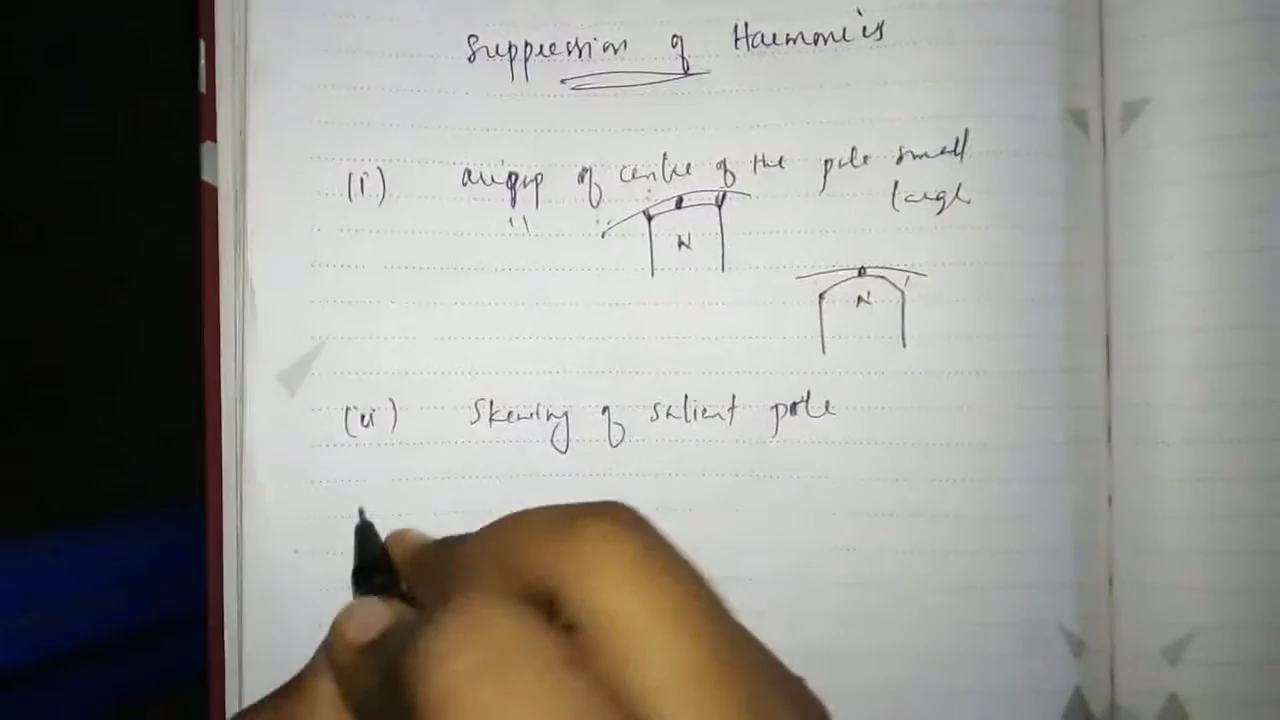 Suppression of Harmonics
(i) airgap of centre of the pole small
" large
N
N
(ii) Skewing of salient pole